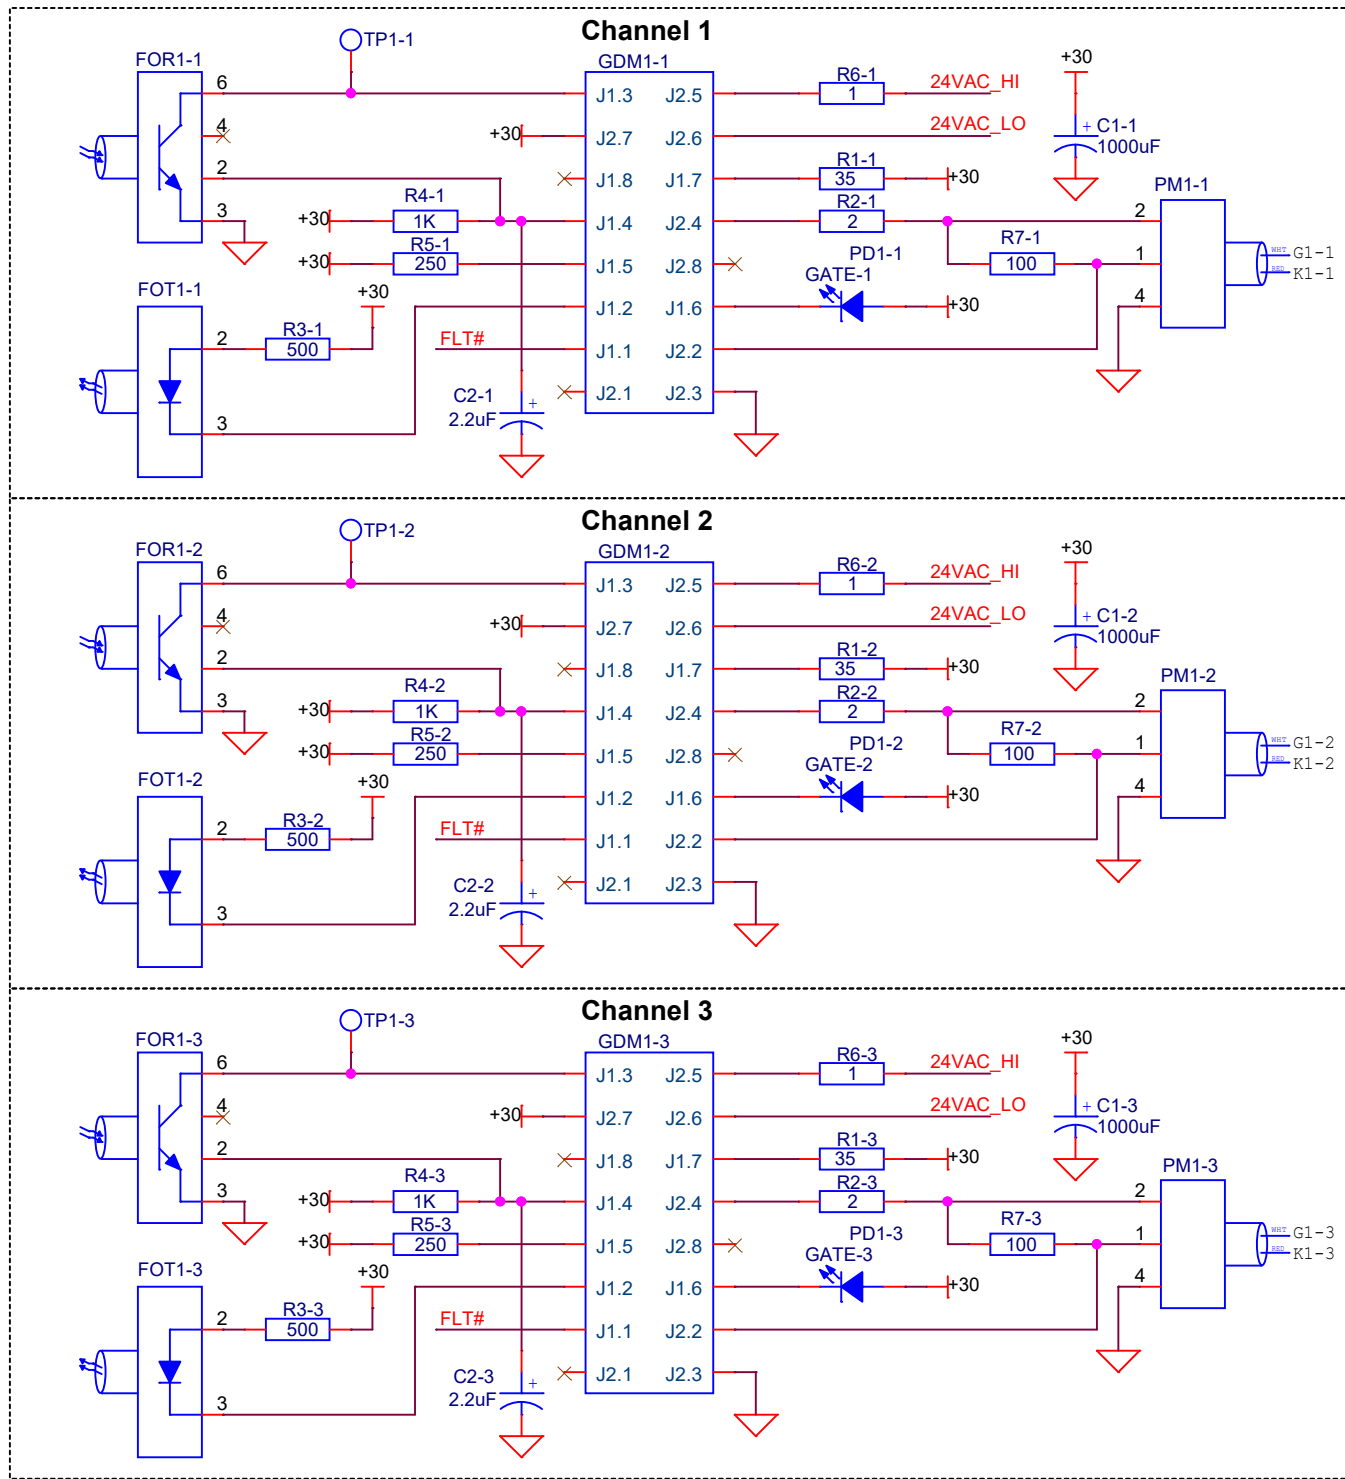 Channel 1
TP1-1
FOR1-1
GDM1-1
6
4
2
3
J1.3 J2.5
J2.7 J2.6
J1.8 J1.7
J1.4 J2.4
J1.5 J2.8
J1.2 J1.6
J1.1 J2.2
J2.1 J2.3
+30
R4-1
+30 1K
R5-1
+30 250
FOT1-1
+30
2
R3-1
500
3
FLT#
C2-1
+
2.2uF
R6-1
1
24VAC_HI
24VAC_LO
R1-1
35
+30
R2-1
2
PD1-1
GATE-1
+30
R7-1
100
+30
+ C1-1
1000uF
PM1-1
2
1
4
WHT G1-1
RED K1-1
Channel 2
TP1-2
FOR1-2
GDM1-2
6
4
2
3
J1.3 J2.5
J2.7 J2.6
J1.8 J1.7
J1.4 J2.4
J1.5 J2.8
J1.2 J1.6
J1.1 J2.2
J2.1 J2.3
+30
R4-2
+30 1K
R5-2
+30 250
FOT1-2
+30
2
R3-2
500
3
FLT#
C2-2
+
2.2uF
R6-2
1
24VAC_HI
24VAC_LO
R1-2
35
+30
R2-2
2
PD1-2
GATE-2
+30
R7-2
100
+30
+ C1-2
1000uF
PM1-2
2
1
4
WHT G1-2
RED K1-2
Channel 3
TP1-3
FOR1-3
GDM1-3
6
4
2
3
J1.3 J2.5
J2.7 J2.6
J1.8 J1.7
J1.4 J2.4
J1.5 J2.8
J1.2 J1.6
J1.1 J2.2
J2.1 J2.3
+30
R4-3
+30 1K
R5-3
+30 250
FOT1-3
+30
2
R3-3
500
3
FLT#
C2-3
+
2.2uF
R6-3
1
24VAC_HI
24VAC_LO
R1-3
35
+30
R2-3
2
PD1-3
GATE-3
+30
R7-3
100
+30
+ C1-3
1000uF
PM1-3
2
1
4
WHT G1-3
RED K1-3